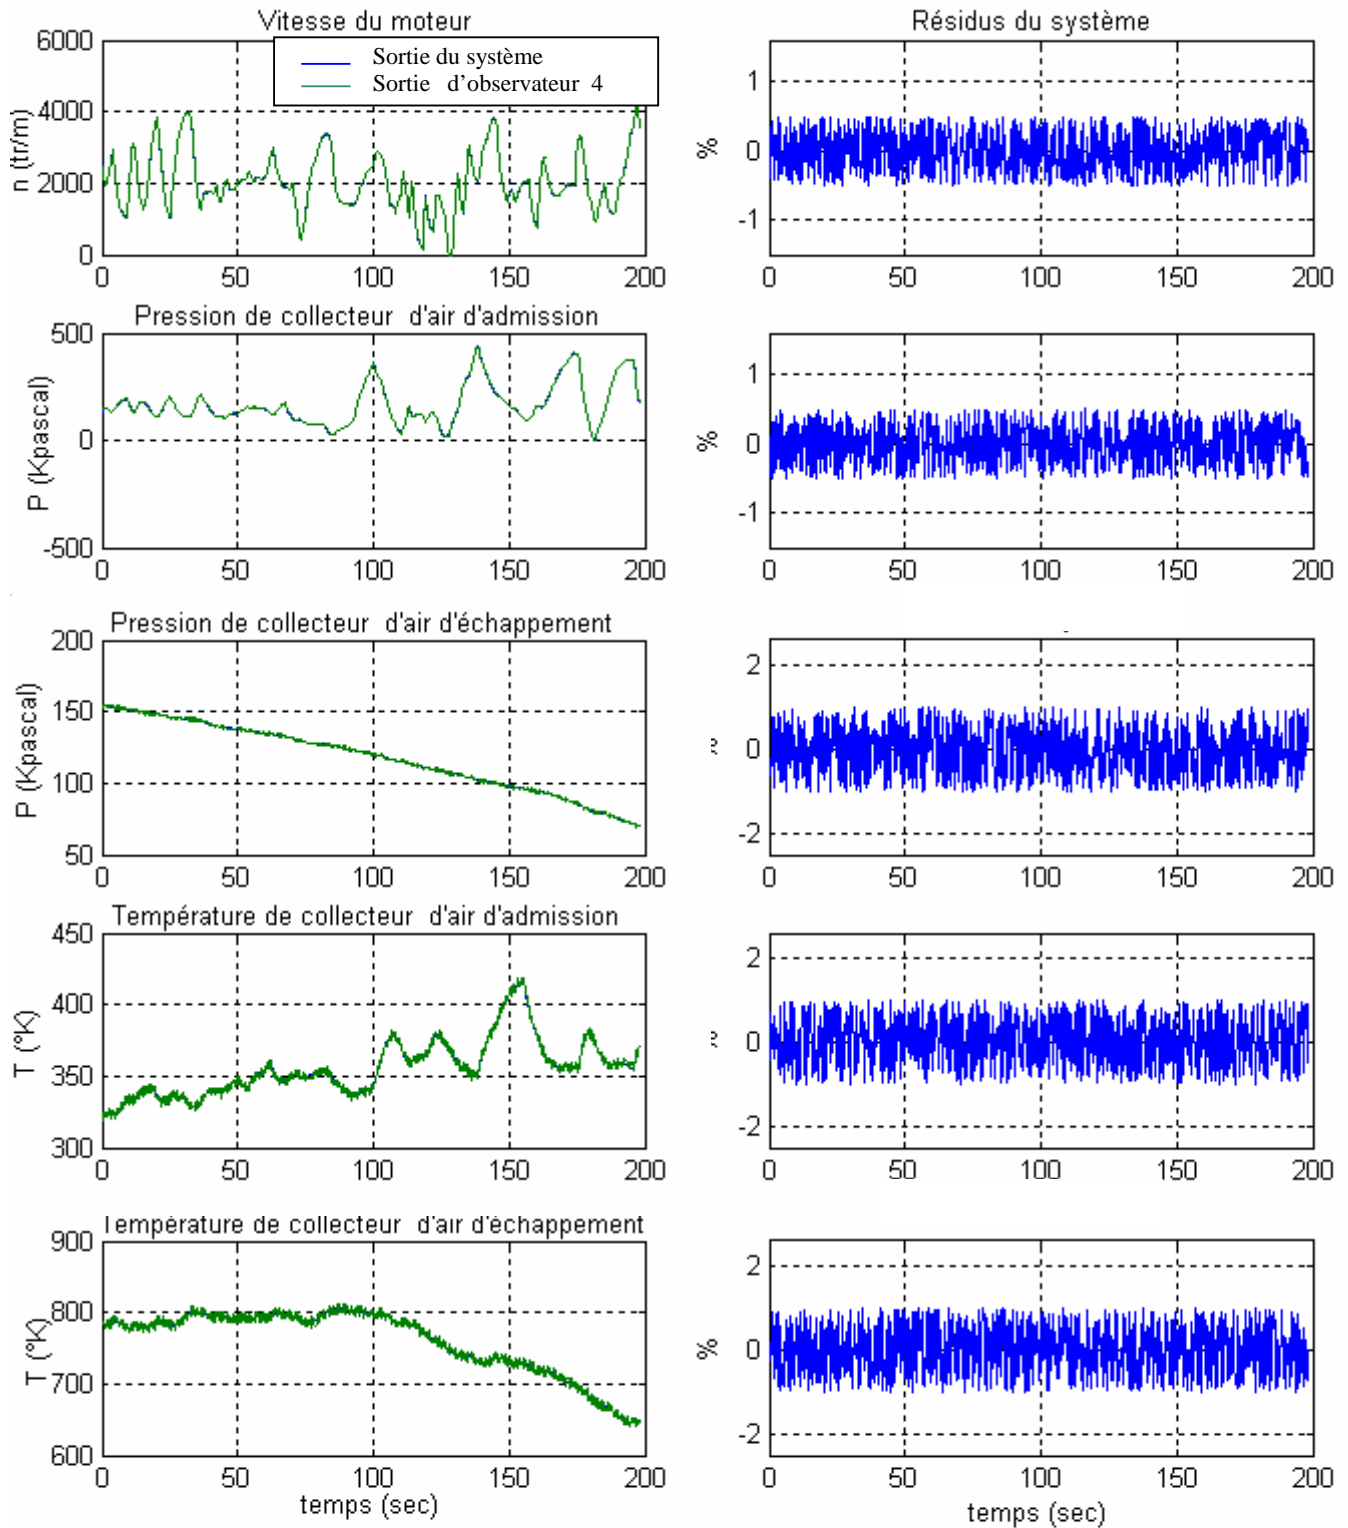 Vitesse du moteur
6000
4000
2000
0
n (tr/m)
Sortie du système
Sortie d'observateur 4
0 50 100 150 200
Résidus du système
1
0
-1
%
0 50 100 150 200
Pression de collecteur d'air d'admission
500
0
-500
P (Kpascal)
0 50 100 150 200
1
0
-1
%
0 50 100 150 200
Pression de collecteur d'air d'échappement
200
150
100
50
P (Kpascal)
0 50 100 150 200
2
0
-2
0 50 100 150 200
Température de collecteur d'air d'admission
450
400
350
300
T (°K)
0 50 100 150 200
2
0
-2
0 50 100 150 200
Température de collecteur d'air d'échappement
900
800
700
600
T (°K)
0 50 100 150 200
temps (sec)
2
0
-2
%
0 50 100 150 200
temps (sec)